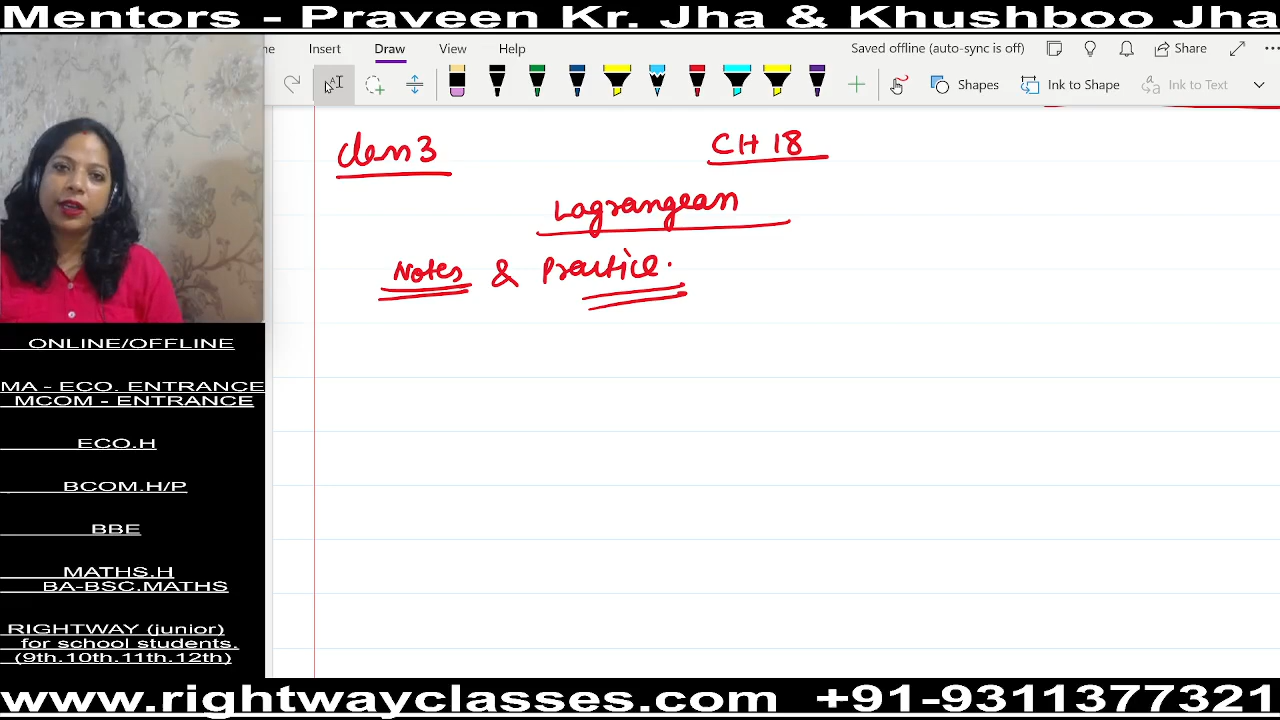 Mentors - Praveen Kr. Jha & Khushboo Jha
Insert Draw View Help Saved offline (auto-sync is off) Share
Shapes Ink to Shape Ink to Text
Class 3 CH 18
Lagrangean
Notes & Practice.
ONLINE/OFFLINE
MA - ECO. ENTRANCE
MCOM - ENTRANCE
ECO.H
BCOM.H/P
BBE
MATHS.H
BA-BSC.MATHS
RIGHTWAY (junior)
for school students.
(9th.10th.11th.12th)
www.rightwayclasses.com +91-9311377321